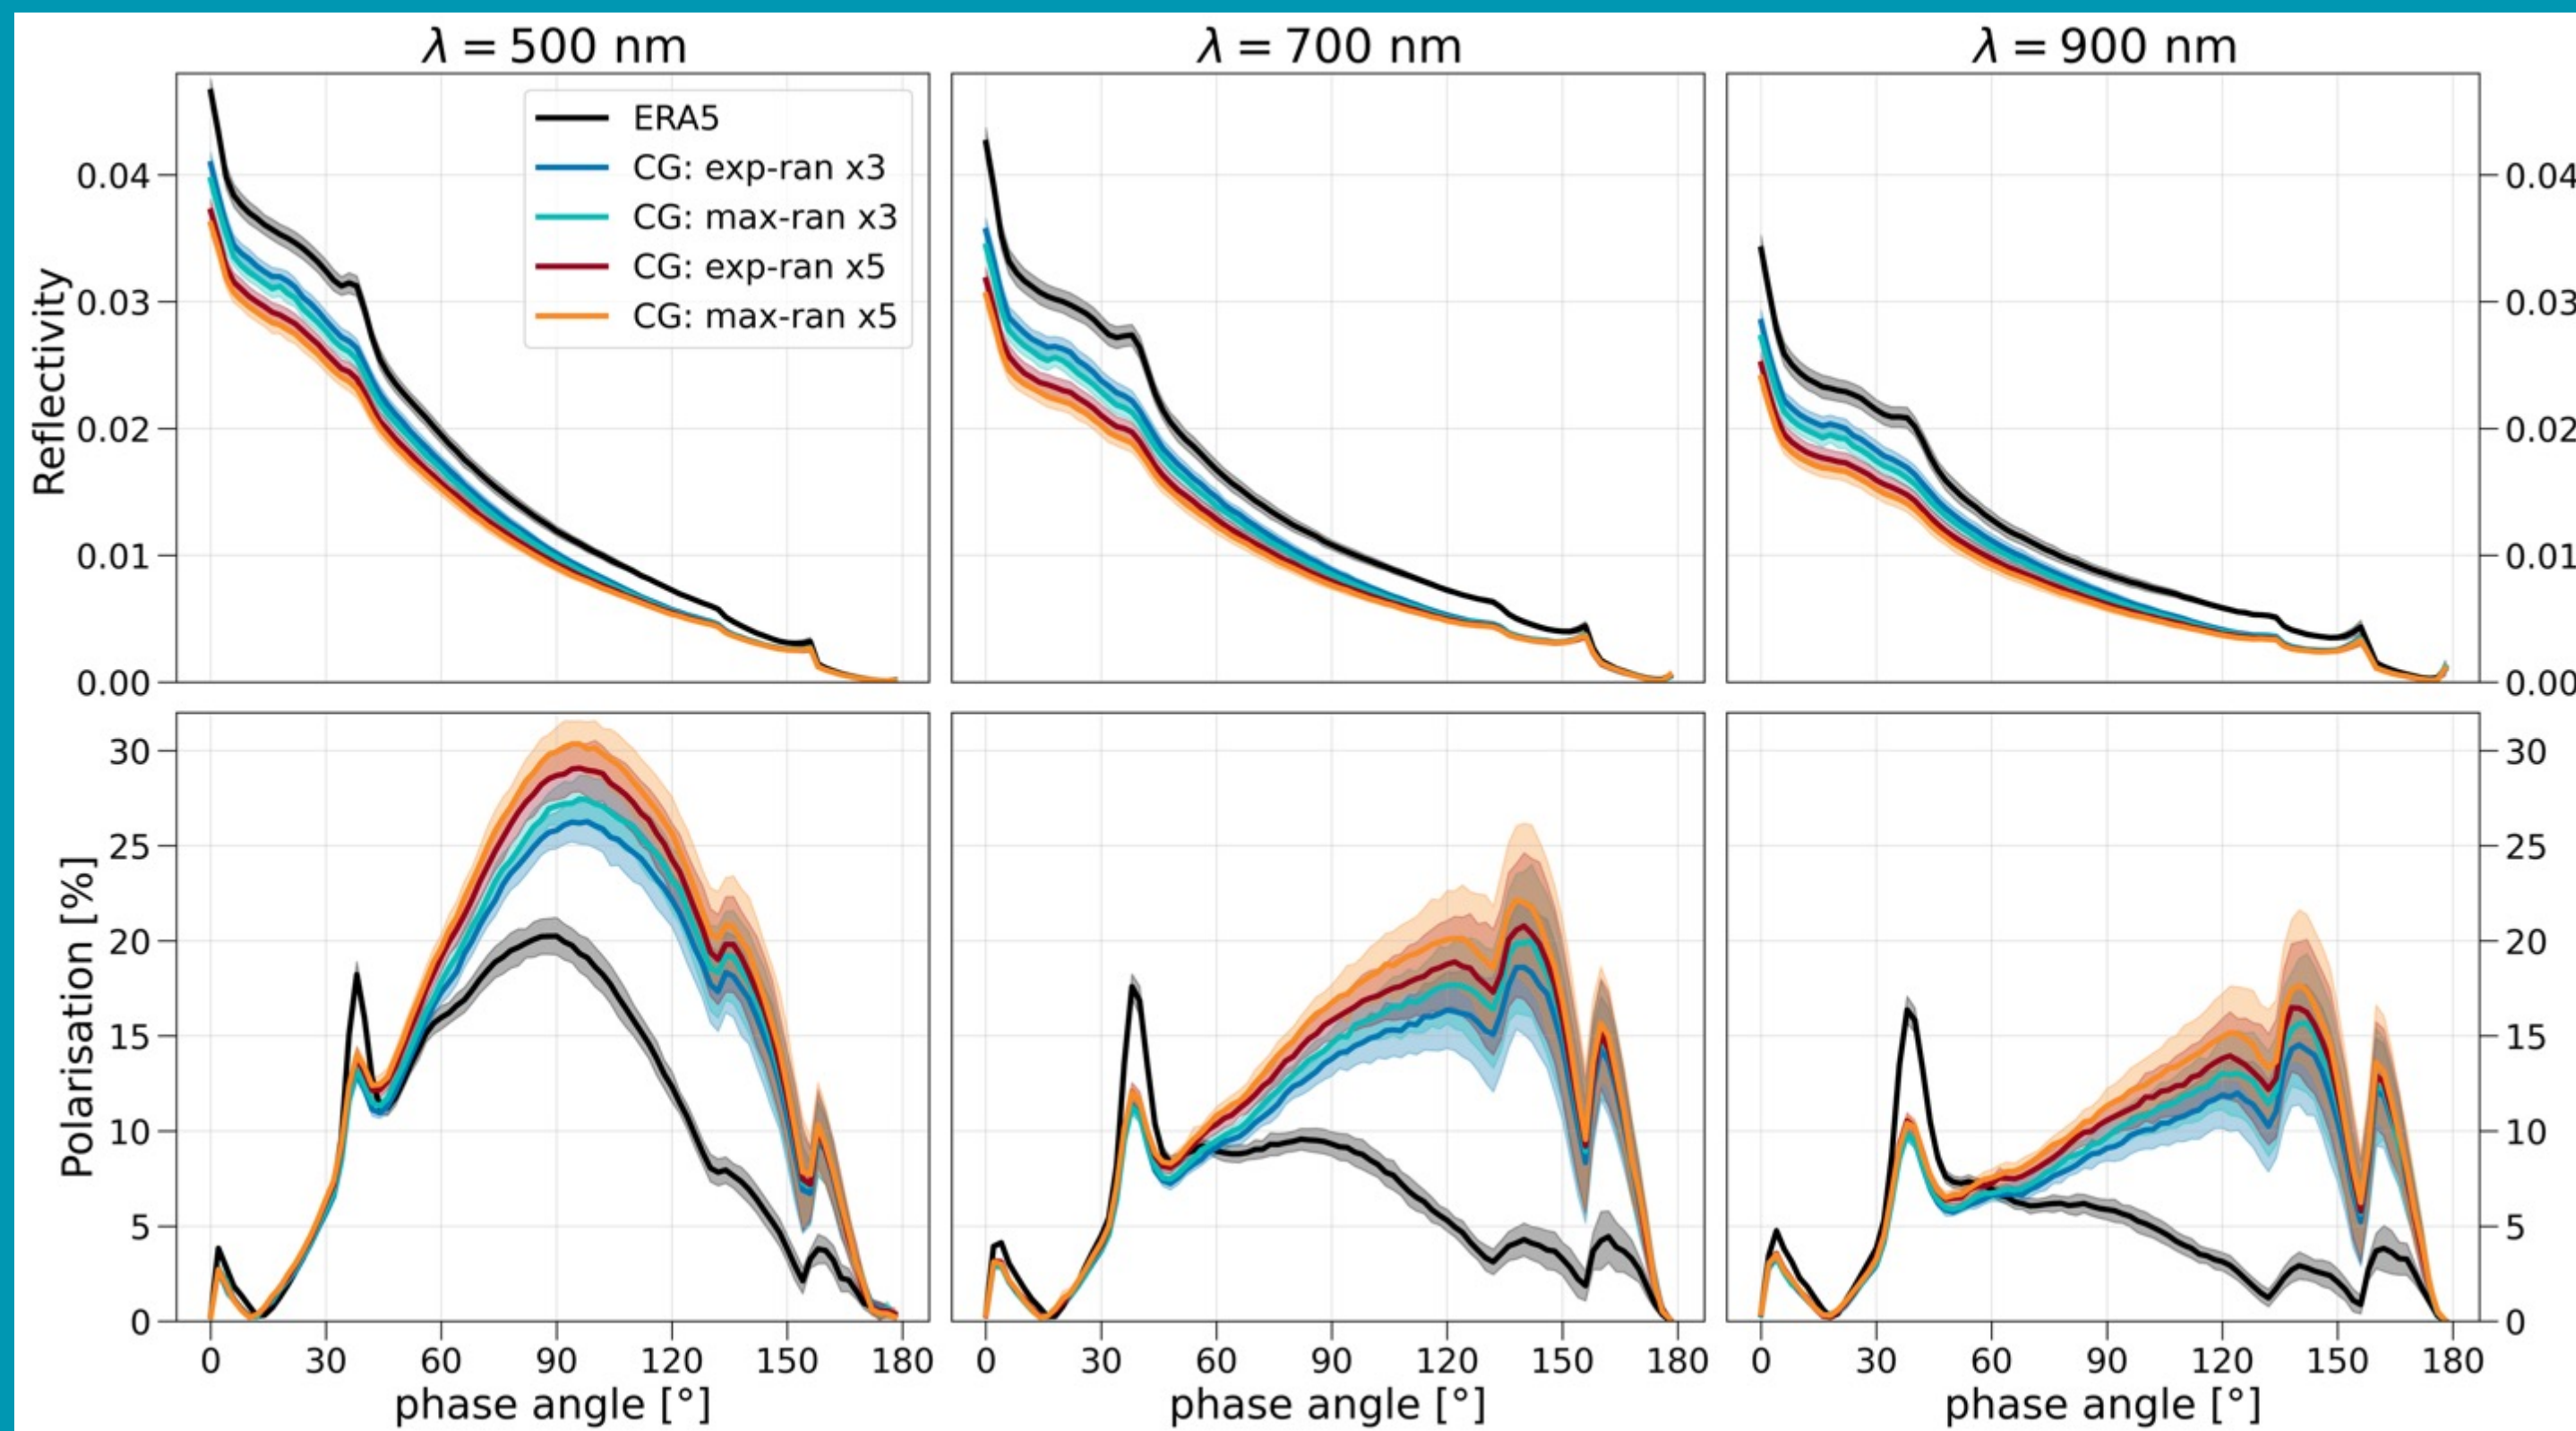 λ = 500 nm
λ = 700 nm
λ = 900 nm
ERA5
CG: exp-ran x3
CG: max-ran x3
CG: exp-ran x5
CG: max-ran x5
Reflectivity
0.04
0.03
0.02
0.01
0.00
0.04
0.03
0.02
0.01
0.00
Polarisation [%]
30
25
20
15
10
5
0
30
25
20
15
10
5
0
0 30 60 90 120 150 180
0 30 60 90 120 150 180
0 30 60 90 120 150 180
phase angle [°]
phase angle [°]
phase angle [°]